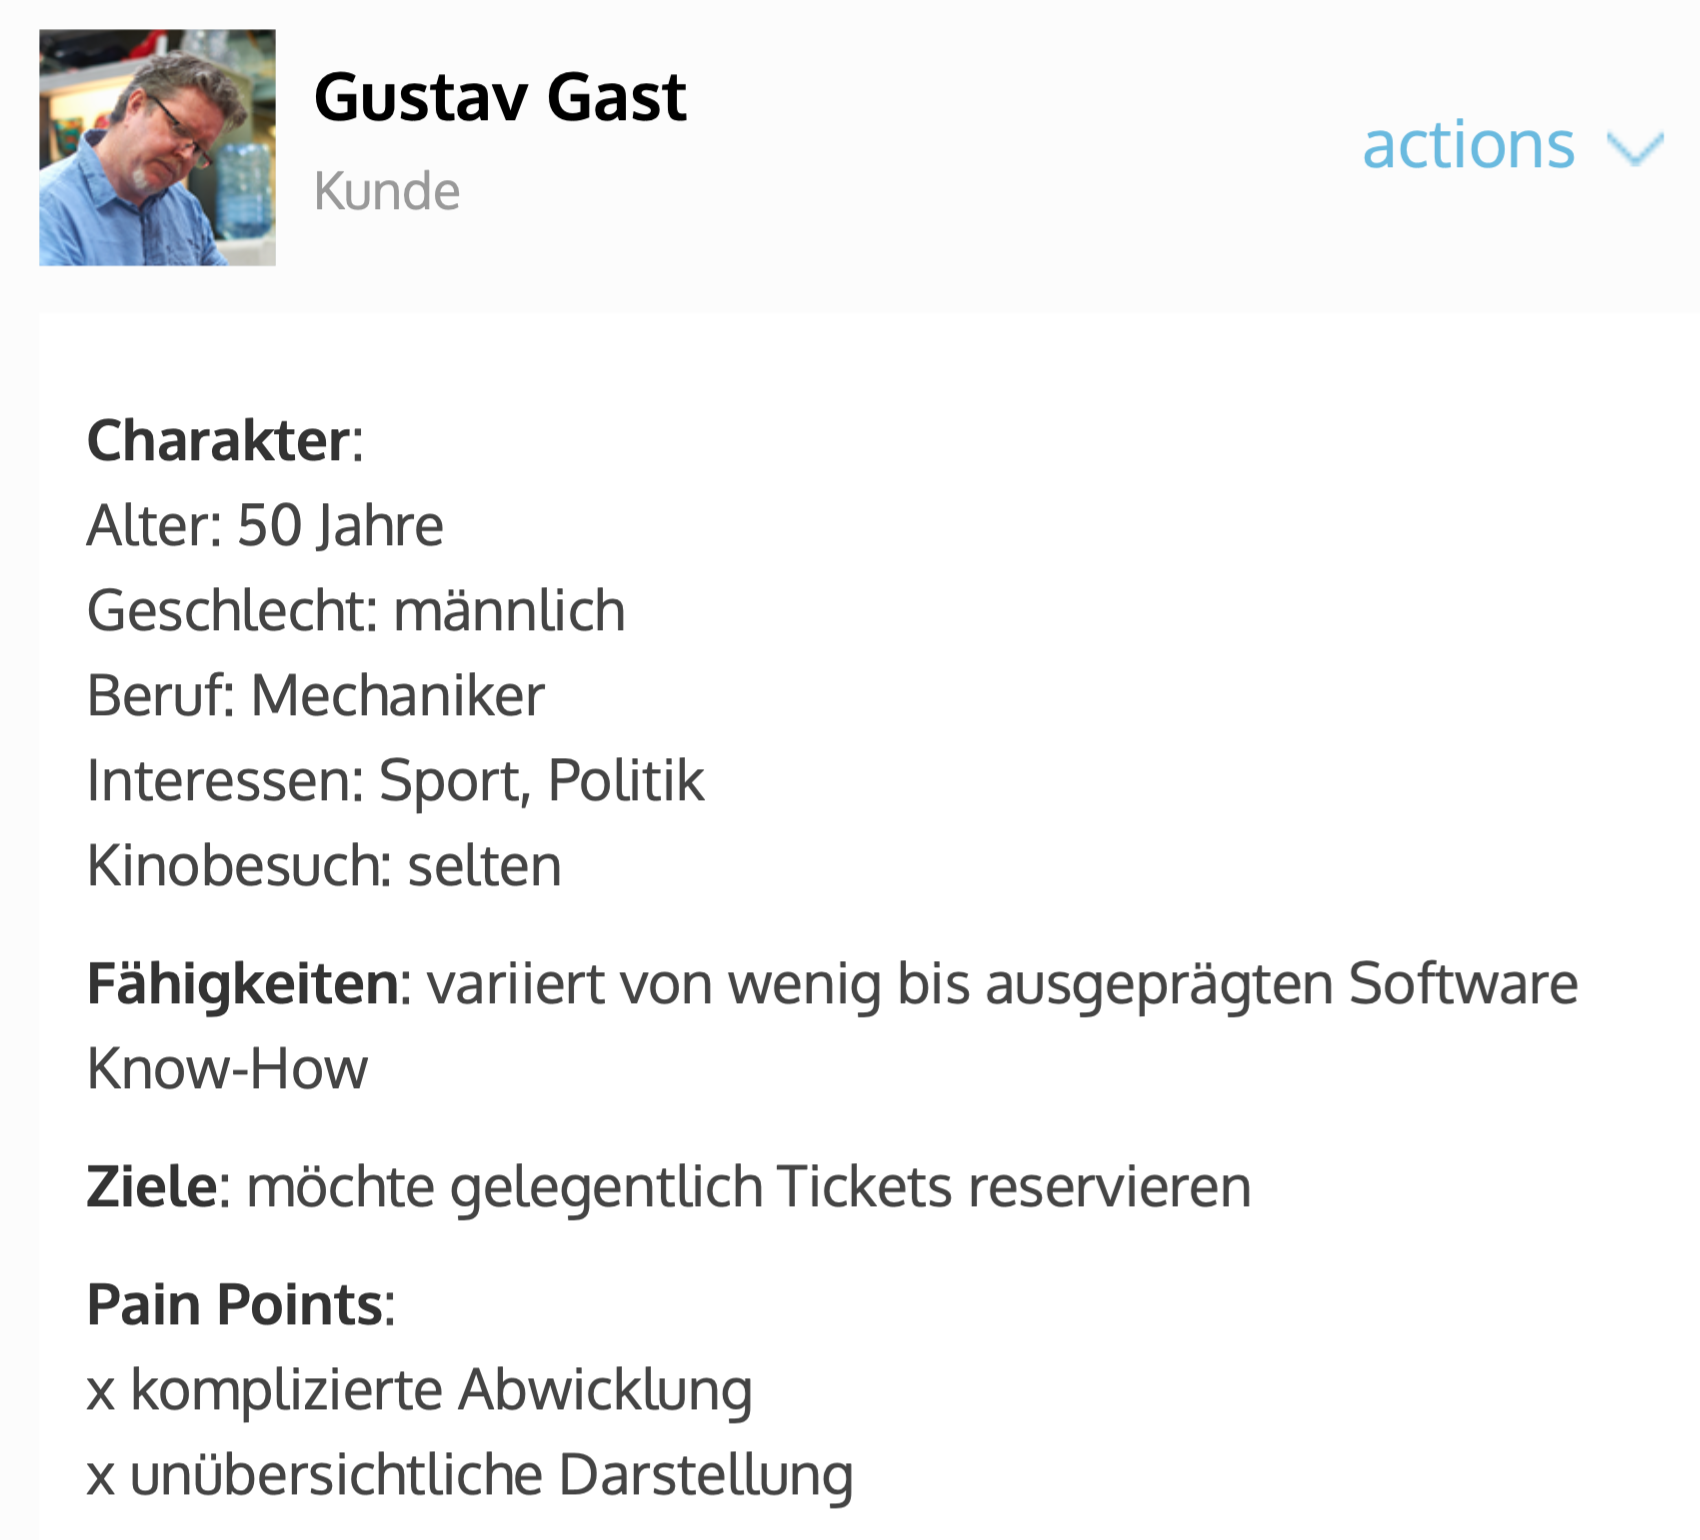 Gustav Gast
Kunde
actions
Charakter:
Alter: 50 Jahre
Geschlecht: männlich
Beruf: Mechaniker
Interessen: Sport, Politik
Kinobesuch: selten
Fähigkeiten: variiert von wenig bis ausgeprägten Software
Know-How
Ziele: möchte gelegentlich Tickets reservieren
Pain Points:
x komplizierte Abwicklung
x unübersichtliche Darstellung